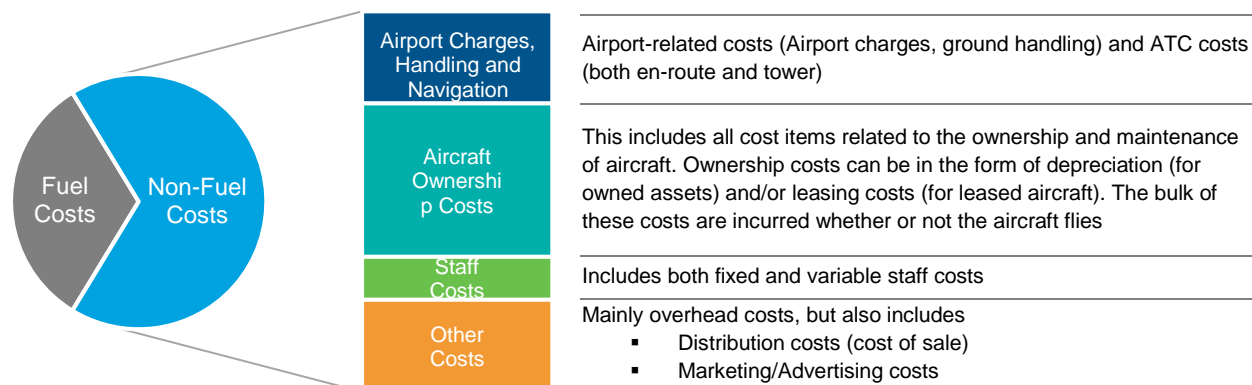 Fuel
Costs
Non-Fuel
Costs
Airport Charges,
Handling and
Navigation
Airport-related costs (Airport charges, ground handling) and ATC costs
(both en-route and tower)
Aircraft
Ownershi
p Costs
This includes all cost items related to the ownership and maintenance
of aircraft. Ownership costs can be in the form of depreciation (for
owned assets) and/or leasing costs (for leased aircraft). The bulk of
these costs are incurred whether or not the aircraft flies
Staff
Costs
Includes both fixed and variable staff costs
Other
Costs
Mainly overhead costs, but also includes
▪ Distribution costs (cost of sale)
▪ Marketing/Advertising costs